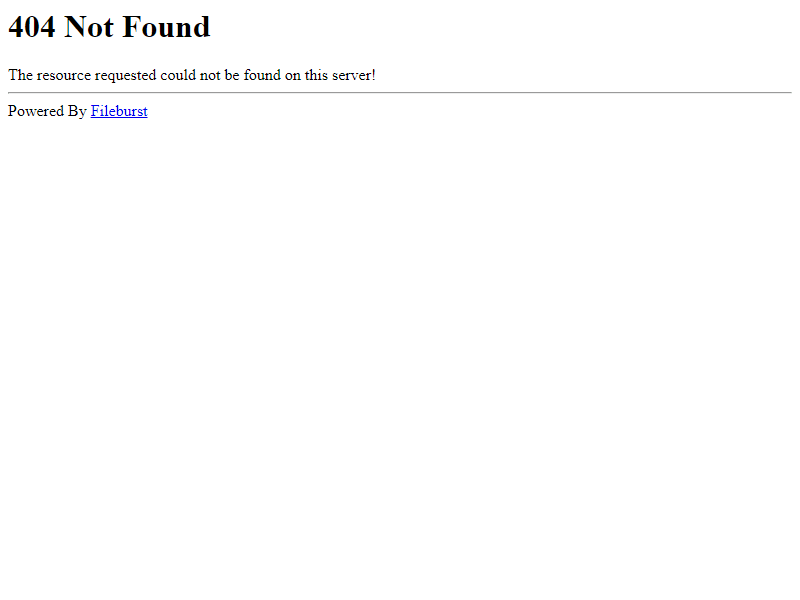 404 Not Found
The resource requested could not be found on this server!
Powered By Fileburst